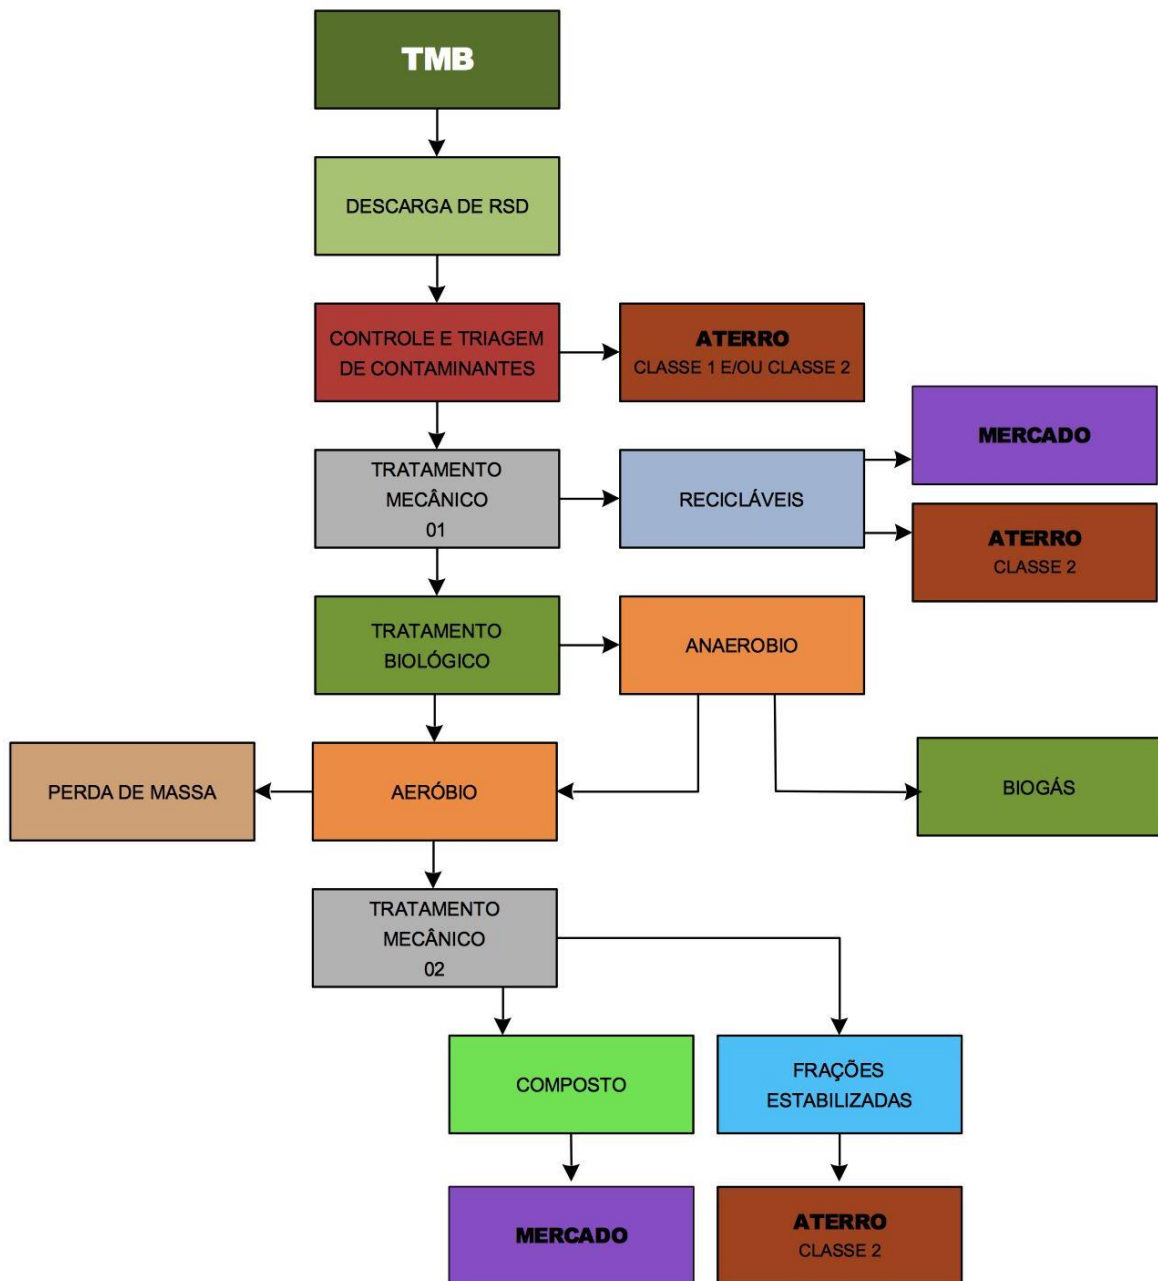 TMB
DESCARGA DE RSD
CONTROLE E TRIAGEM
DE CONTAMINANTES
ATERRO
CLASSE 1 E/OU CLASSE 2
MERCADO
TRATAMENTO
MECÂNICO
01
RECICLÁVEIS
ATERRO
CLASSE 2
TRATAMENTO
BIOLÓGICO
ANAEROBIO
PERDA DE MASSA
AERÓBIO
BIOGÁS
TRATAMENTO
MECÂNICO
02
COMPOSTO
FRAÇÕES
ESTABILIZADAS
MERCADO
ATERRO
CLASSE 2